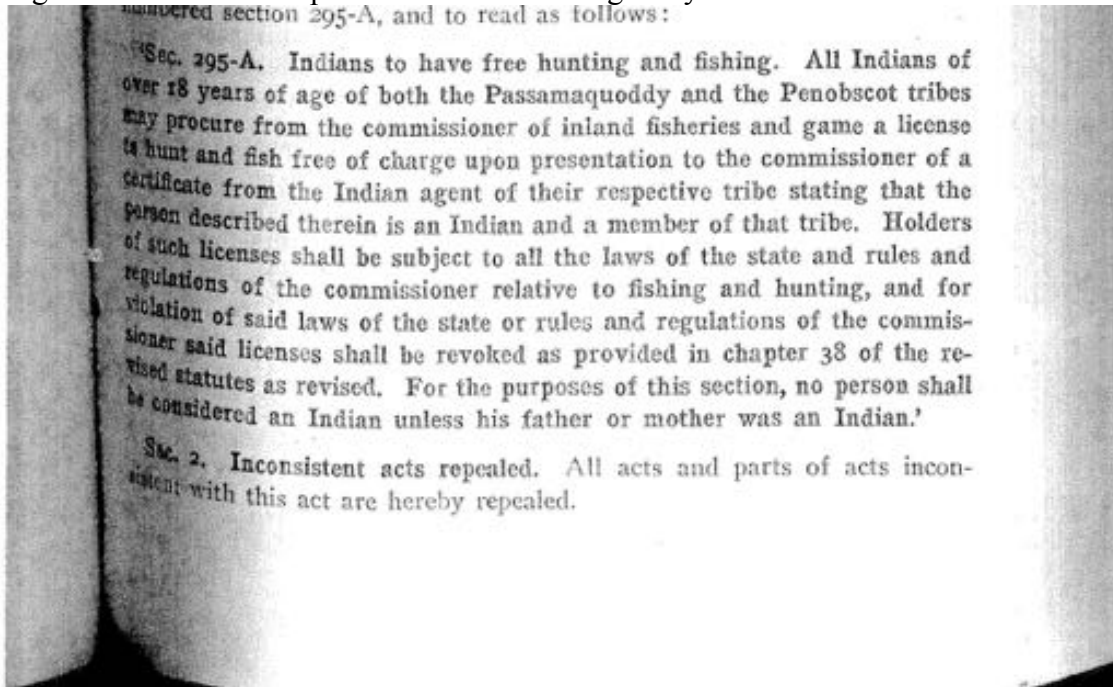 numbered section 295-A, and to read as follows:
'Sec. 295-A. Indians to have free hunting and fishing. All Indians of
over 18 years of age of both the Passamaquoddy and the Penobscot tribes
may procure from the commissioner of inland fisheries and game a license
to hunt and fish free of charge upon presentation to the commissioner of a
certificate from the Indian agent of their respective tribe stating that the
person described therein is an Indian and a member of that tribe. Holders
of such licenses shall be subject to all the laws of the state and rules and
regulations of the commissioner relative to fishing and hunting, and for
violation of said laws of the state or rules and regulations of the commis-
sioner said licenses shall be revoked as provided in chapter 38 of the re-
vised statutes as revised. For the purposes of this section, no person shall
be considered an Indian unless his father or mother was an Indian.'
Sec. 2. Inconsistent acts repealed. All acts and parts of acts incon-
sistent with this act are hereby repealed.